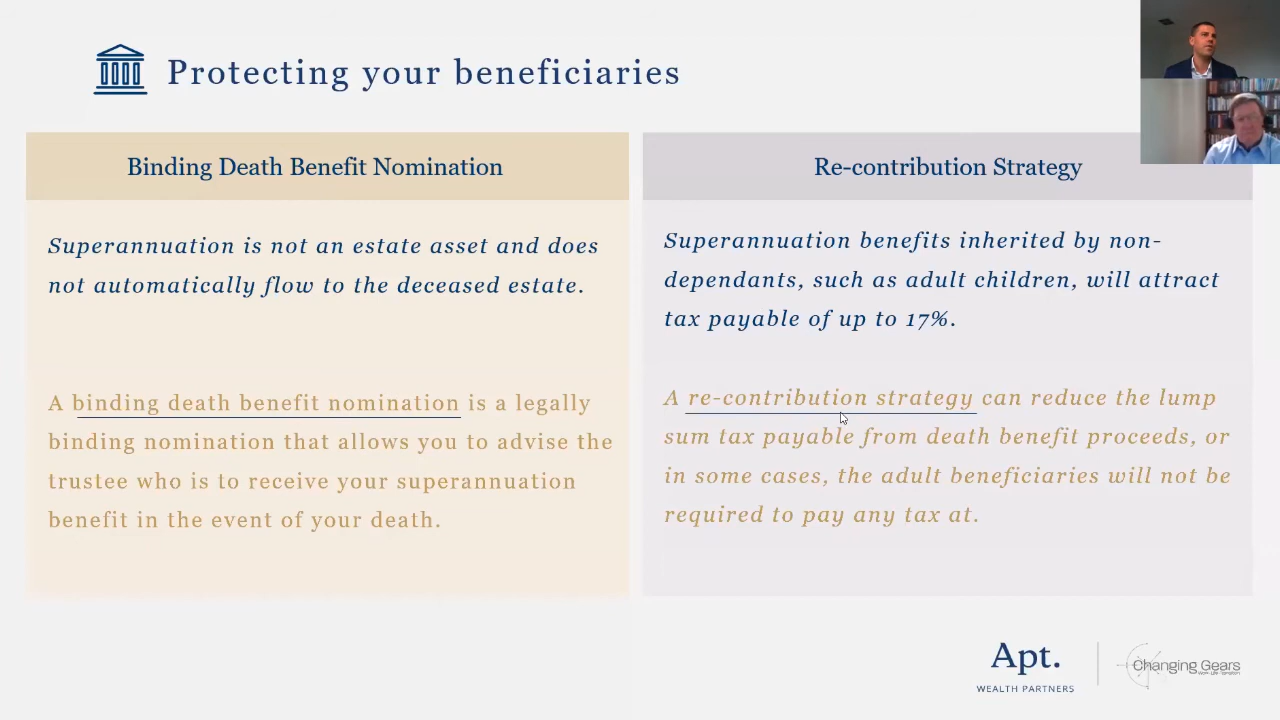 Protecting your beneficiaries
Binding Death Benefit Nomination
Superannuation is not an estate asset and does
not automatically flow to the deceased estate.
A binding death benefit nomination is a legally
binding nomination that allows you to advise the
trustee who is to receive your superannuation
benefit in the event of your death.
Re-contribution Strategy
Superannuation benefits inherited by non-
dependants, such as adult children, will attract
tax payable of up to 17%.
A re-contribution strategy can reduce the lump
sum tax payable from death benefit proceeds, or
in some cases, the adult beneficiaries will not be
required to pay any tax at.
Apt.
WEALTH PARTNERS
Changing Gears
Work-Life Transition